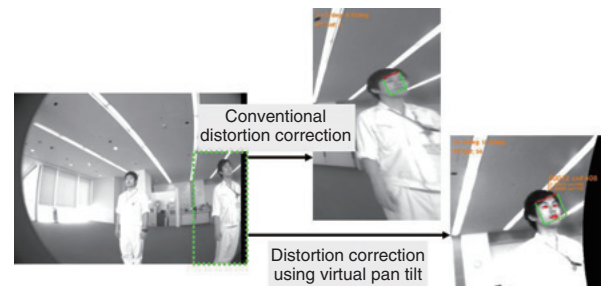 Conventional
distortion correction
Distortion correction
using virtual pan tilt